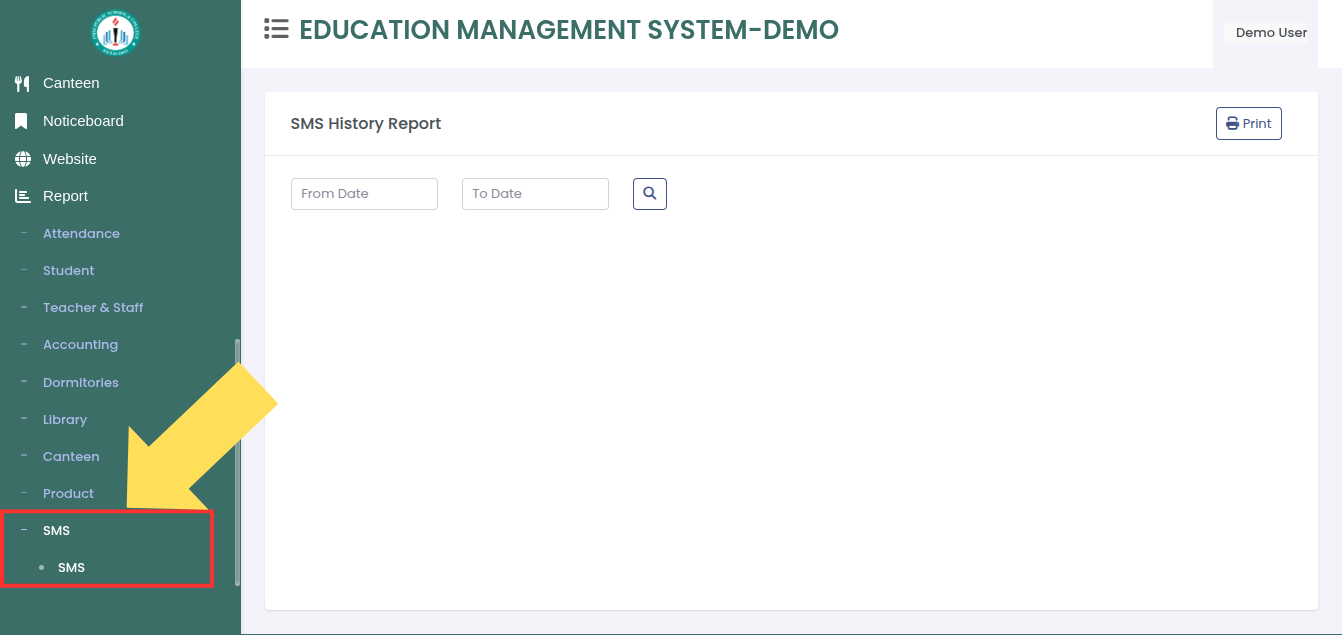 EDUCATION MANAGEMENT SYSTEM-DEMO
Demo User
Canteen
Noticeboard
Website
Report
Attendance
Student
Teacher & Staff
Accounting
Dormitories
Library
Canteen
Product
SMS
SMS
SMS History Report
Print
From Date
To Date